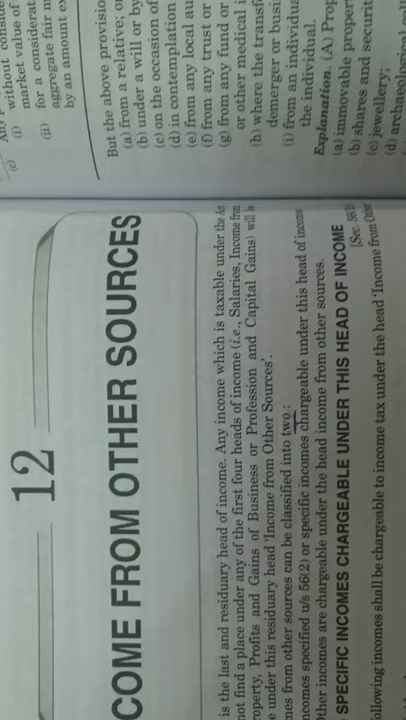 12
COME FROM OTHER SOURCES
is the last and residuary head of income. Any income which is taxable under the
not find a place under any of the first four heads of income (i.e., Salaries, Income from
roperty, Profits and Gains of Business or Profession and Capital Gains) will
e under this residuary head 'Income from Other Sources'.
nes from other sources can be classified into two :
ncomes specified u/s 56(2) or specific incomes chargeable under this head of income
ther incomes are chargeable under the head income from other sources.
SPECIFIC INCOMES CHARGEABLE UNDER THIS HEAD OF INCOME
[Sec. 56
ollowing incomes shall be chargeable to income tax under the head 'Income from
(c)
without conside
(i) market value of
(ii) for a considerat
aggregate fair m
by an amount ex
But the above provisio
(a) from a relative; or
(b) under a will or by
(c) on the occasion of
(d) in contemplation
(e) from any local au
(f) from any trust or
(g) from any fund or
or other medical i
(h) where the transf
demerger or busi
(i) from an individua
the individual.
Explanation. (A) Prop
(a) immovable proper
(b) shares and securit
(c) jewellery;
(d) archaeological